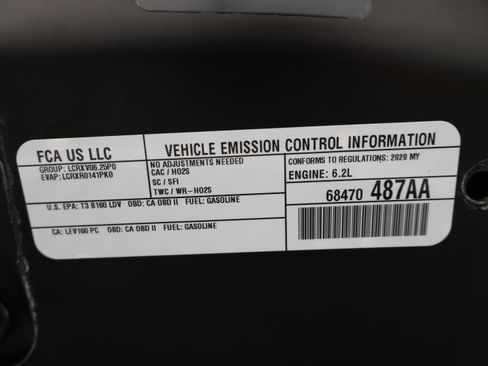 FCA US LLC
GROUP: LCRXV06.25P0
EVAP: LCRXR0141PK0
VEHICLE EMISSION CONTROL INFORMATION
NO ADJUSTMENTS NEEDED
CAC / HO2S
SC / SFI
TWC / WR-HO2S
CONFORMS TO REGULATIONS: 2020 MY
ENGINE: 6.2L
68470 487AA
U.S. EPA: T3 B160 LDV OBD: CA OBD II FUEL: GASOLINE
CA: LEV160 PC OBD: CA OBD II FUEL: GASOLINE